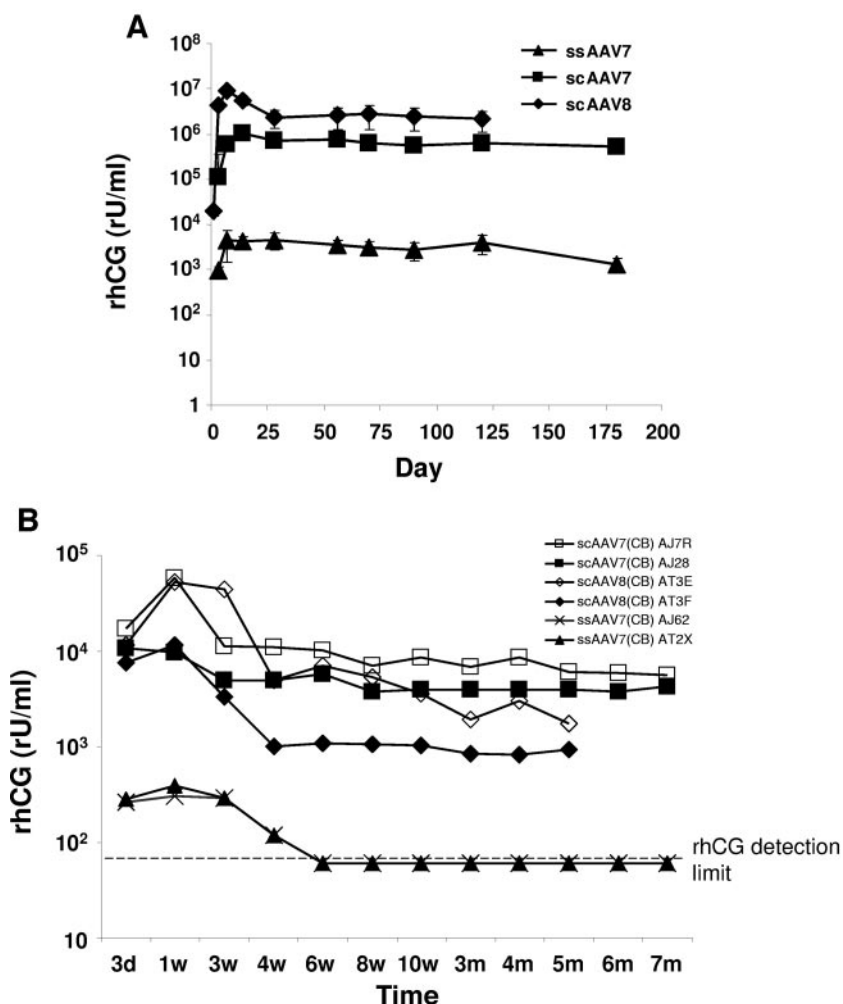 A
rhCG (rU/ml)
10⁸
10⁷
10⁶
10⁵
10⁴
10³
10²
10
1
ssAAV7
scAAV7
scAAV8
0 25 50 75 100 125 150 175 200
Day
B
rhCG (rU/ml)
10⁵
10⁴
10³
10²
10
scAAV7(CB) AJ7R
scAAV7(CB) AJ28
scAAV8(CB) AT3E
scAAV8(CB) AT3F
ssAAV7(CB) AJ62
ssAAV7(CB) AT2X
rhCG detection
limit
3d 1w 3w 4w 6w 8w 10w 3m 4m 5m 6m 7m
Time